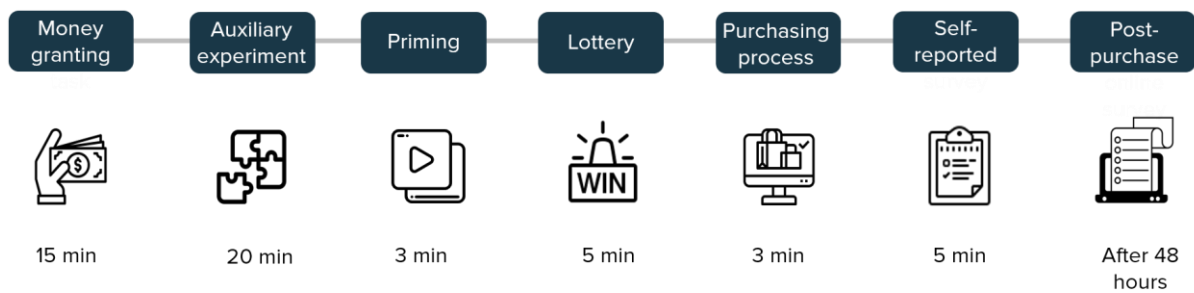 Money
granting
Auxiliary
experiment
Priming
Lottery
Purchasing
process
Self-
reported
Post-
purchase
$
WIN
15 min
20 min
3 min
5 min
3 min
5 min
After 48
hours